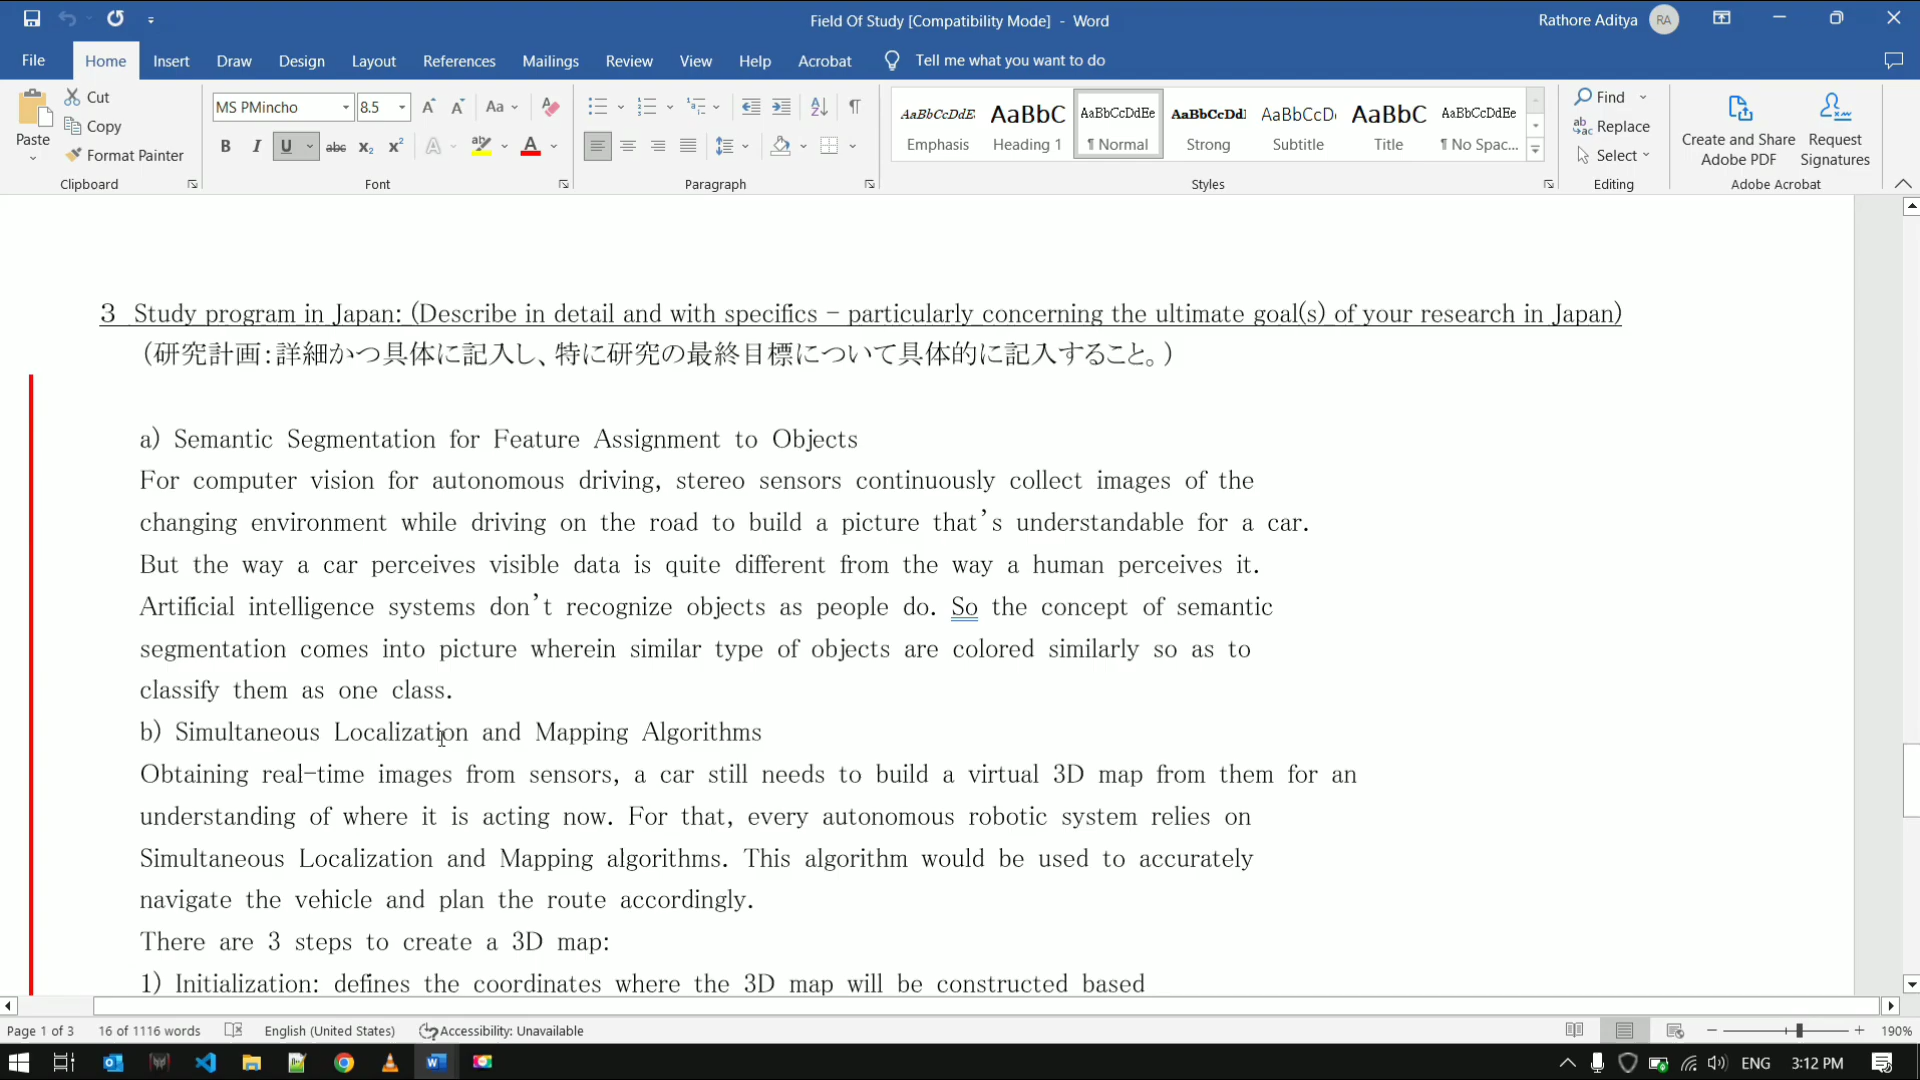 Field Of Study [Compatibility Mode] - Word
Rathore Aditya
RA
File
Home
Insert
Draw
Design
Layout
References
Mailings
Review
View
Help
Acrobat
Tell me what you want to do
Paste
Cut
Copy
Format Painter
Clipboard
MS PMincho
8.5
Font
Paragraph
AaBbCcDdE
AaBbC
AaBbCcDdEe
AaBbCcDd
AaBbCcD
AaBbC
AaBbCcDdEe
Emphasis
Heading 1
¶ Normal
Strong
Subtitle
Title
¶ No Spac...
Styles
Find
Replace
Select
Editing
Create and Share
Adobe PDF
Request
Signatures
Adobe Acrobat
3 Study program in Japan: (Describe in detail and with specifics - particularly concerning the ultimate goal(s) of your research in Japan)
(研究計画:詳細かつ具体に記入し、特に研究の最終目標について具体的に記入すること。)
a) Semantic Segmentation for Feature Assignment to Objects
For computer vision for autonomous driving, stereo sensors continuously collect images of the
changing environment while driving on the road to build a picture that's understandable for a car.
But the way a car perceives visible data is quite different from the way a human perceives it.
Artificial intelligence systems don't recognize objects as people do. So the concept of semantic
segmentation comes into picture wherein similar type of objects are colored similarly so as to
classify them as one class.
b) Simultaneous Localization and Mapping Algorithms
Obtaining real-time images from sensors, a car still needs to build a virtual 3D map from them for an
understanding of where it is acting now. For that, every autonomous robotic system relies on
Simultaneous Localization and Mapping algorithms. This algorithm would be used to accurately
navigate the vehicle and plan the route accordingly.
There are 3 steps to create a 3D map:
1) Initialization: defines the coordinates where the 3D map will be constructed based
Page 1 of 3
16 of 1116 words
English (United States)
Accessibility: Unavailable
190%
ENG
3:12 PM